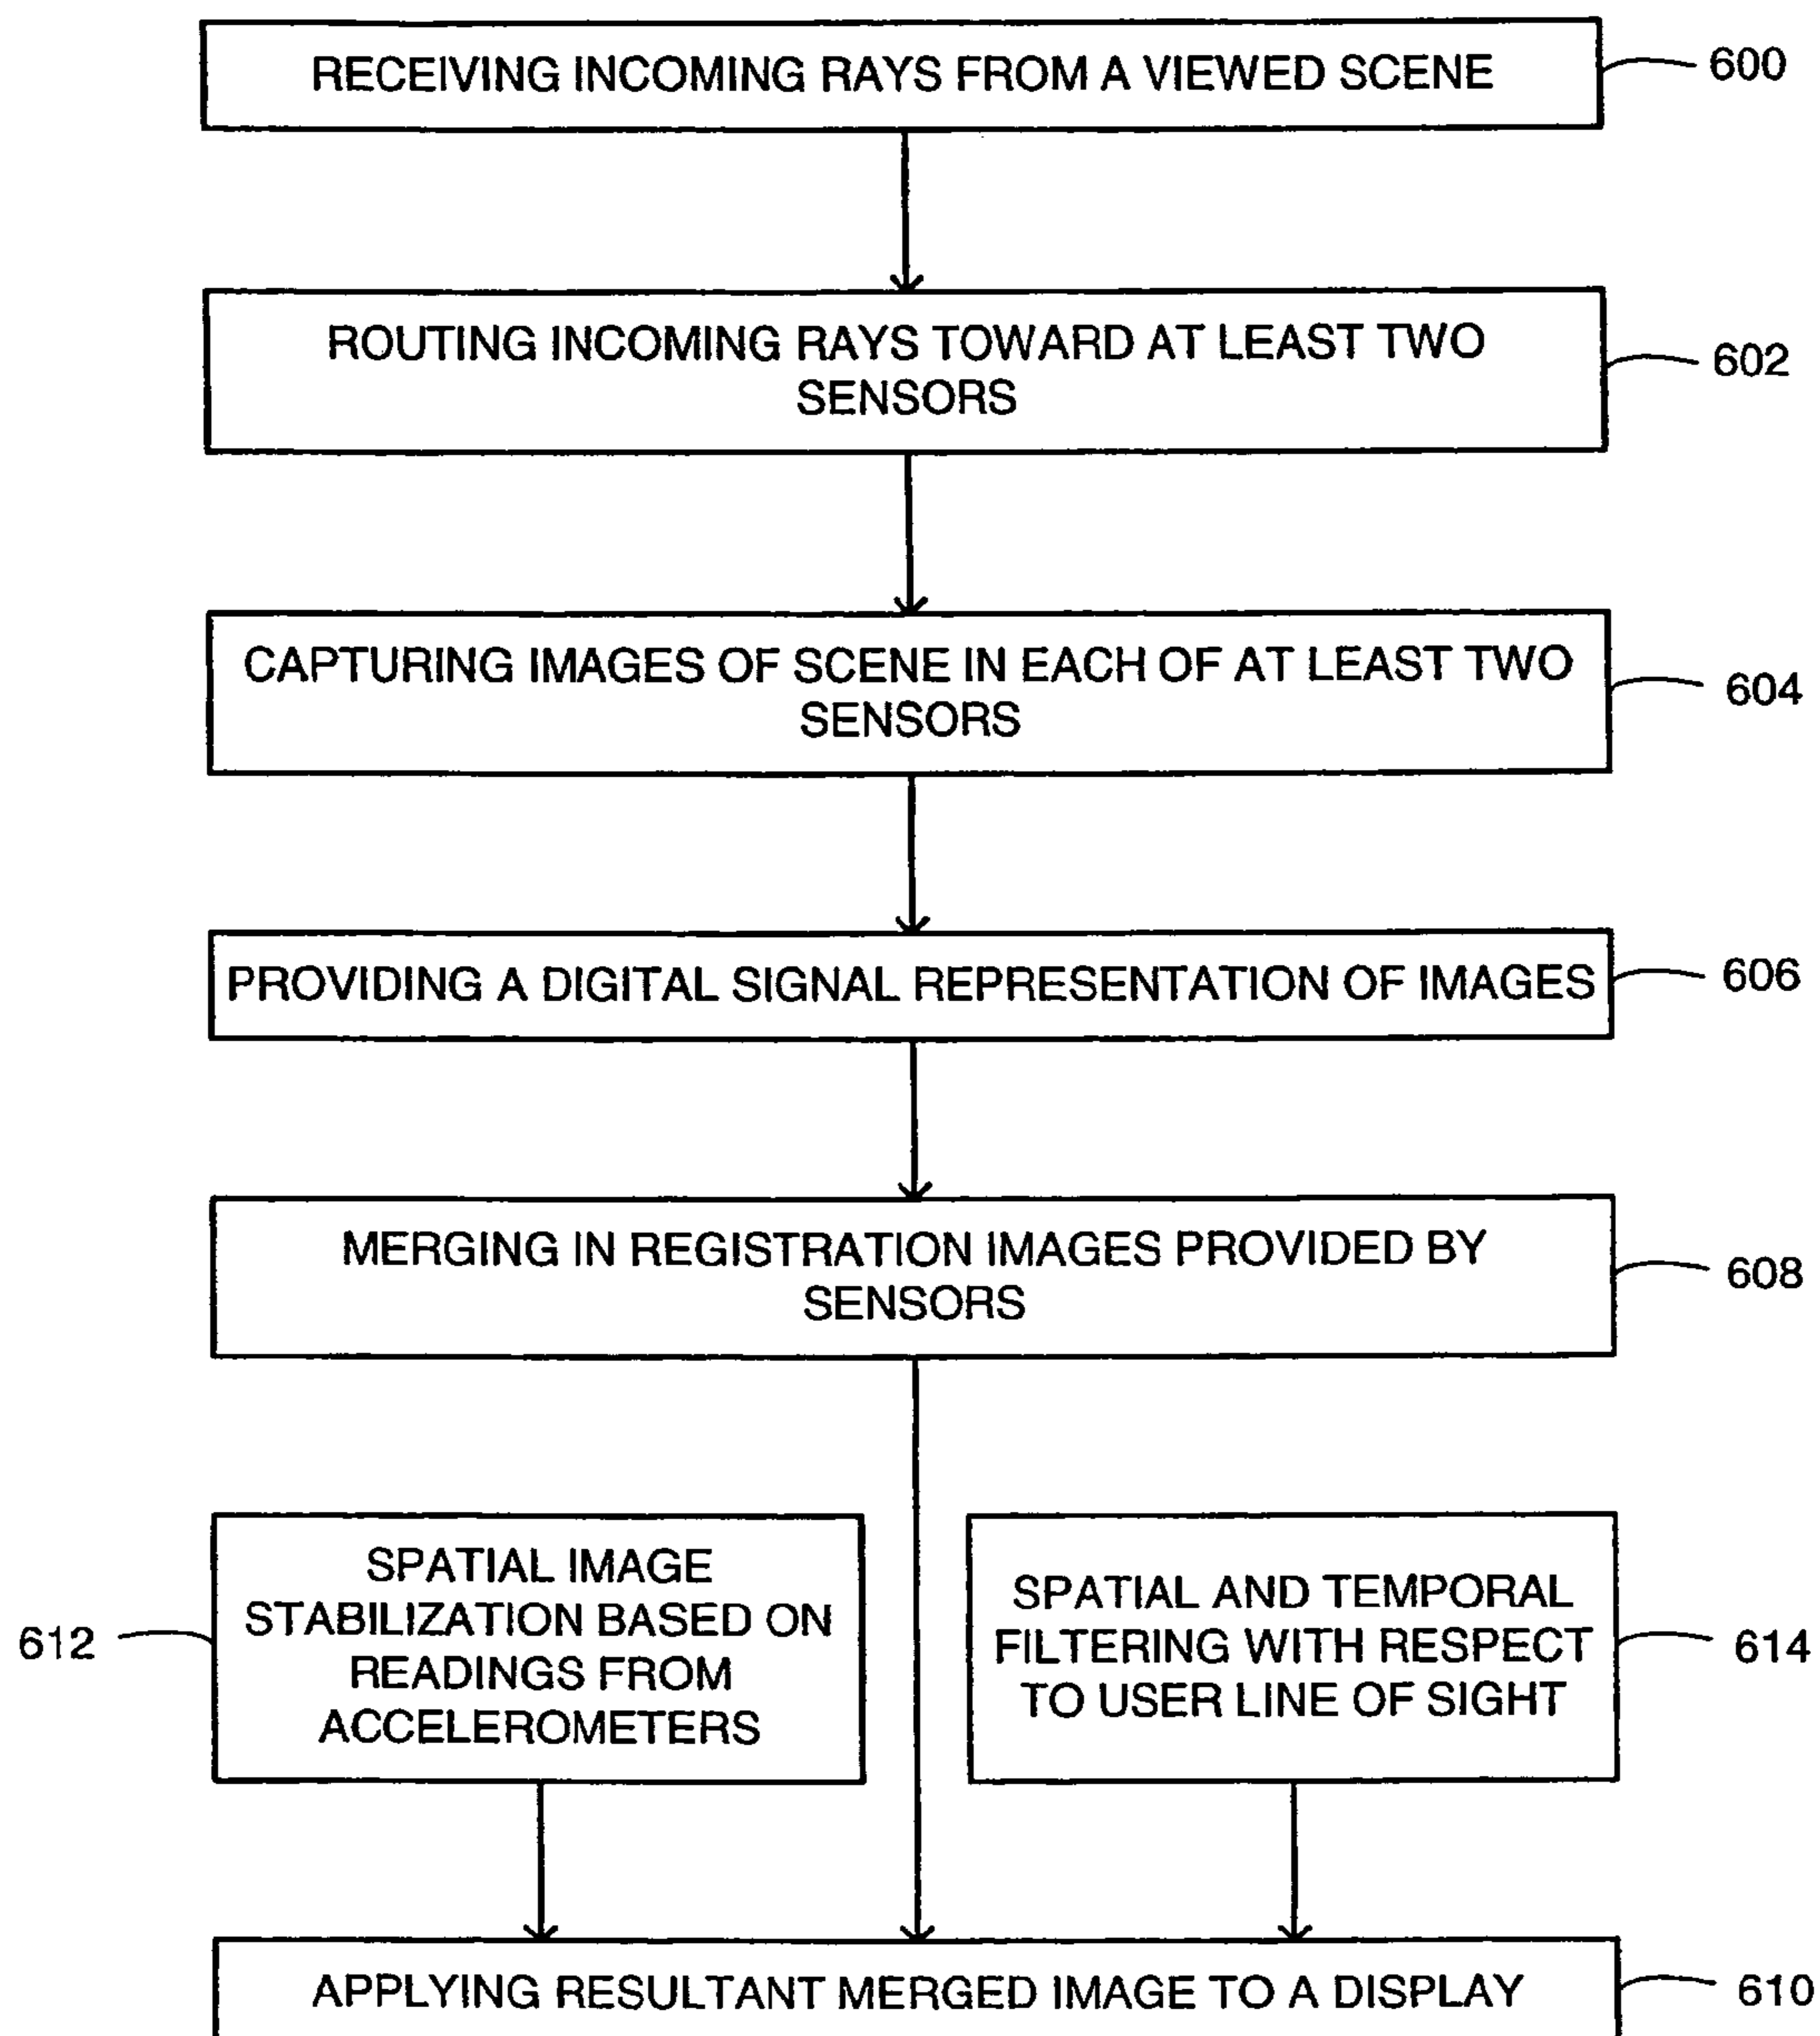 RECEIVING INCOMING RAYS FROM A VIEWED SCENE
600
ROUTING INCOMING RAYS TOWARD AT LEAST TWO
SENSORS
602
CAPTURING IMAGES OF SCENE IN EACH OF AT LEAST TWO
SENSORS
604
PROVIDING A DIGITAL SIGNAL REPRESENTATION OF IMAGES
606
MERGING IN REGISTRATION IMAGES PROVIDED BY
SENSORS
608
612
SPATIAL IMAGE
STABILIZATION BASED ON
READINGS FROM
ACCELEROMETERS
SPATIAL AND TEMPORAL
FILTERING WITH RESPECT
TO USER LINE OF SIGHT
614
APPLYING RESULTANT MERGED IMAGE TO A DISPLAY
610